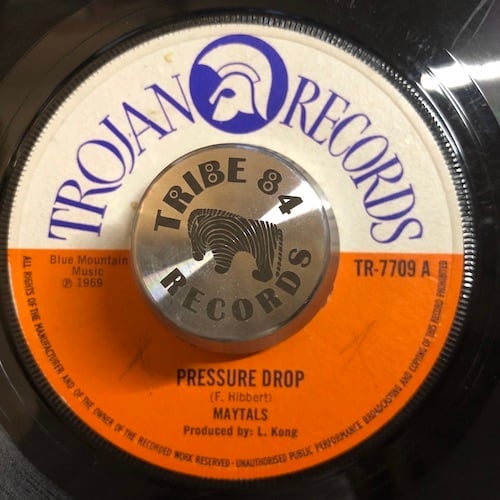 TROJAN RECORDS
TRIBE 84
RECORDS
Blue Mountain
Music
℗ 1969
TR-7709 A
PRESSURE DROP
(F. Hibbert)
MAYTALS
Produced by: L. Kong
ALL RIGHTS OF THE MANUFACTURER AND OF THE OWNER OF THE RECORDED WORK RESERVED - UNAUTHORISED PUBLIC PERFORMANCE BROADCASTING AND COPYING OF THIS RECORD PROHIBITED